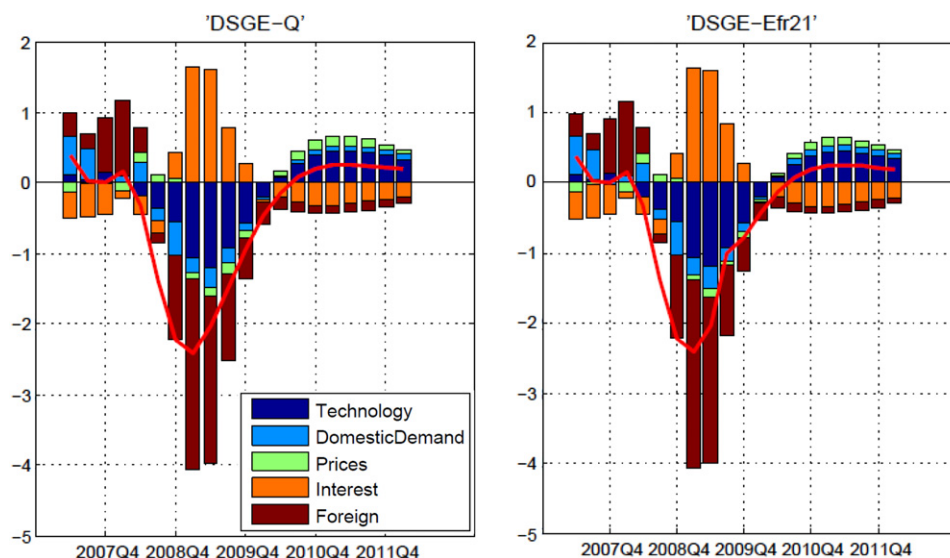 'DSGE-Q'
2
1
0
-1
-2
-3
-4
-5
2007Q4 2008Q4 2009Q4 2010Q4 2011Q4
Technology
DomesticDemand
Prices
Interest
Foreign
'DSGE-Efr21'
2
1
0
-1
-2
-3
-4
-5
2007Q4 2008Q4 2009Q4 2010Q4 2011Q4